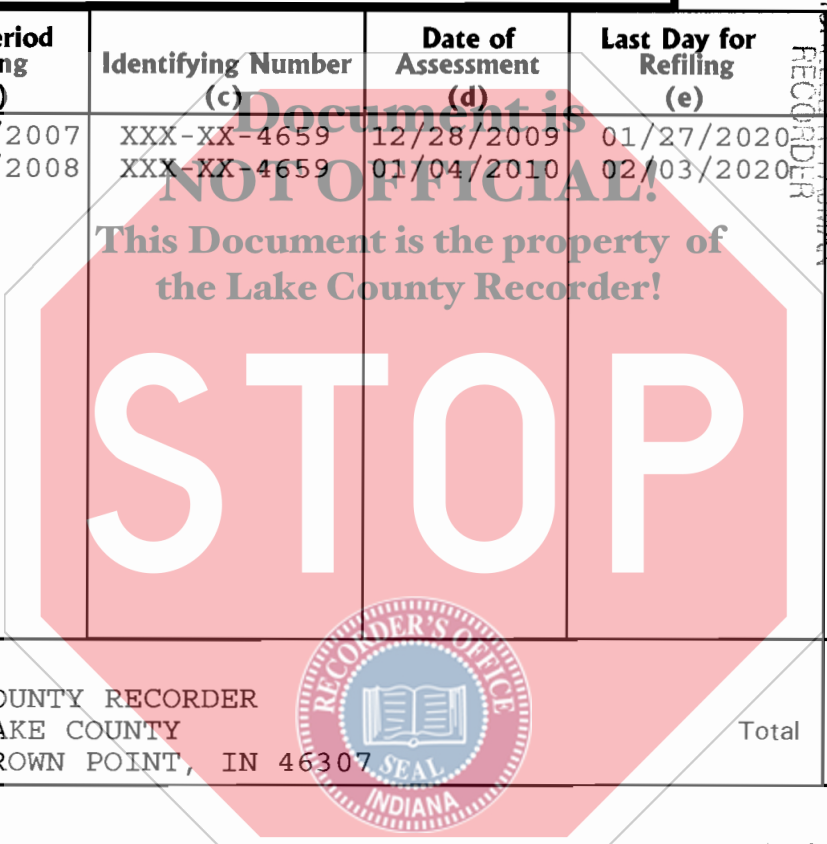 eriod
ng
)
Identifying Number
(c)
Date of
Assessment
(d)
Last Day for
Refiling
(e)
RECORDER
Document is
/2007 XXX-XX-4659 12/28/2009 01/27/2020
/2008 XXX-XX-4659 01/04/2010 02/03/2020
NOT OFFICIAL!
This Document is the property of
the Lake County Recorder!
STOP
OUNTY RECORDER
AKE COUNTY
ROWN POINT, IN 46307
Total
RECORDER'S OFFICE
SEAL
INDIANA